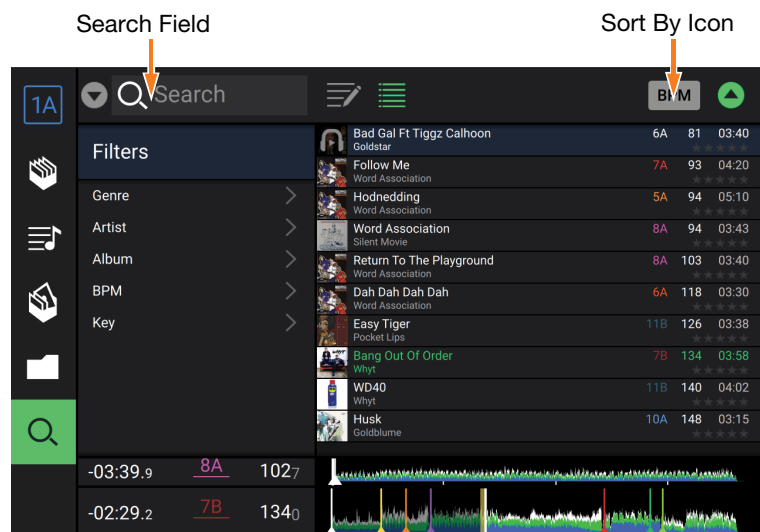 Search Field Sort By Icon
1A Search BPM
Filters
Genre
Artist
Album
BPM
Key
Bad Gal Ft Tiggz Calhoon 6A 81 03:40
Goldstar
Follow Me 7A 93 04:20
Word Association
Hodnedding 5A 94 05:10
Word Association
Word Association 8A 94 03:43
Silent Movie
Return To The Playground 8A 103 03:40
Word Association
Dah Dah Dah Dah 6A 118 03:30
Word Association
Easy Tiger 11B 126 03:38
Pocket Lips
Bang Out Of Order 7B 134 03:58
Whyt
WD40 11B 140 04:02
Whyt
Husk 10A 148 03:15
Goldblume
-03:39.9 8A 1027
-02:29.2 7B 1340